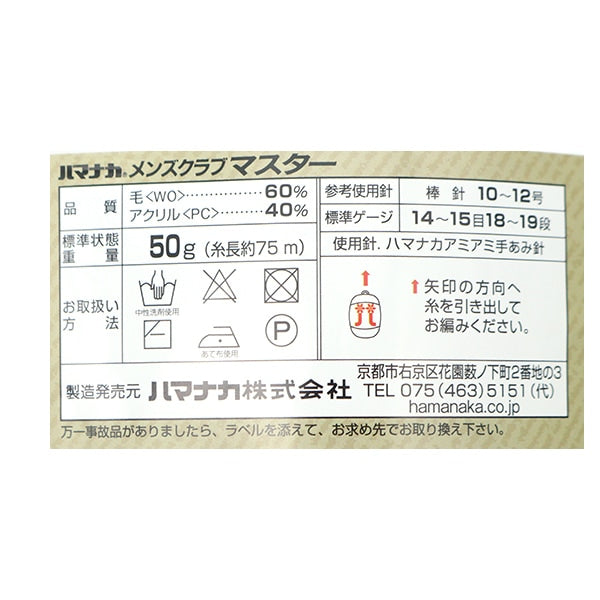 ハマナカ® メンズクラブマスター
品質 毛<WO>……………60%
アクリル<PC>…………40%
標準状態重量 50g (糸長約75m)
お取扱い方法
中性洗剤使用
あて布使用
P
参考使用針 棒針 10〜12号
標準ゲージ 14〜15目18〜19段
使用針. ハマナカアミアミ手あみ針
矢印の方向へ
糸を引き出して
お編みください。
製造発売元 ハマナカ株式会社
京都市右京区花園薮ノ下町2番地の3
TEL 075(463)5151(代)
hamanaka.co.jp
万一事故品がありましたら、ラベルを添えて、お求め先でお取り換え下さい。